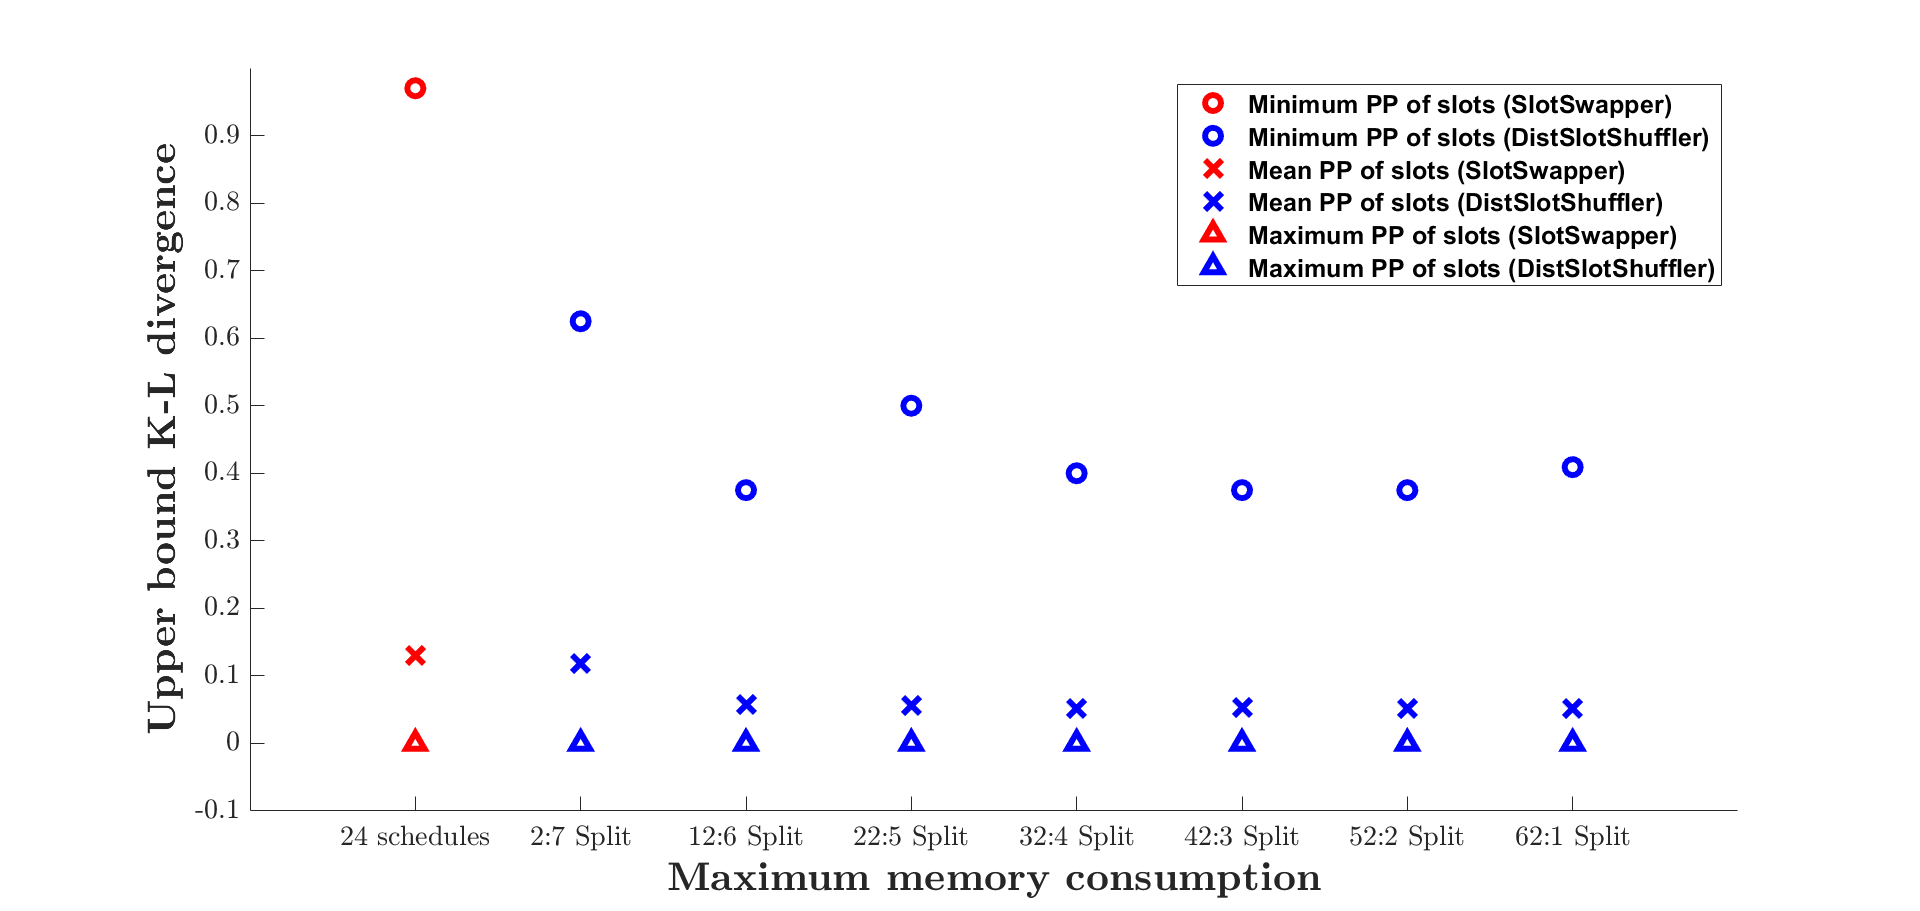 Minimum PP of slots (SlotSwapper)
Minimum PP of slots (DistSlotShuffler)
Mean PP of slots (SlotSwapper)
Mean PP of slots (DistSlotShuffler)
Maximum PP of slots (SlotSwapper)
Maximum PP of slots (DistSlotShuffler)
Upper bound K-L divergence
0.9
0.8
0.7
0.6
0.5
0.4
0.3
0.2
0.1
0
-0.1
24 schedules 2:7 Split 12:6 Split 22:5 Split 32:4 Split 42:3 Split 52:2 Split 62:1 Split
Maximum memory consumption